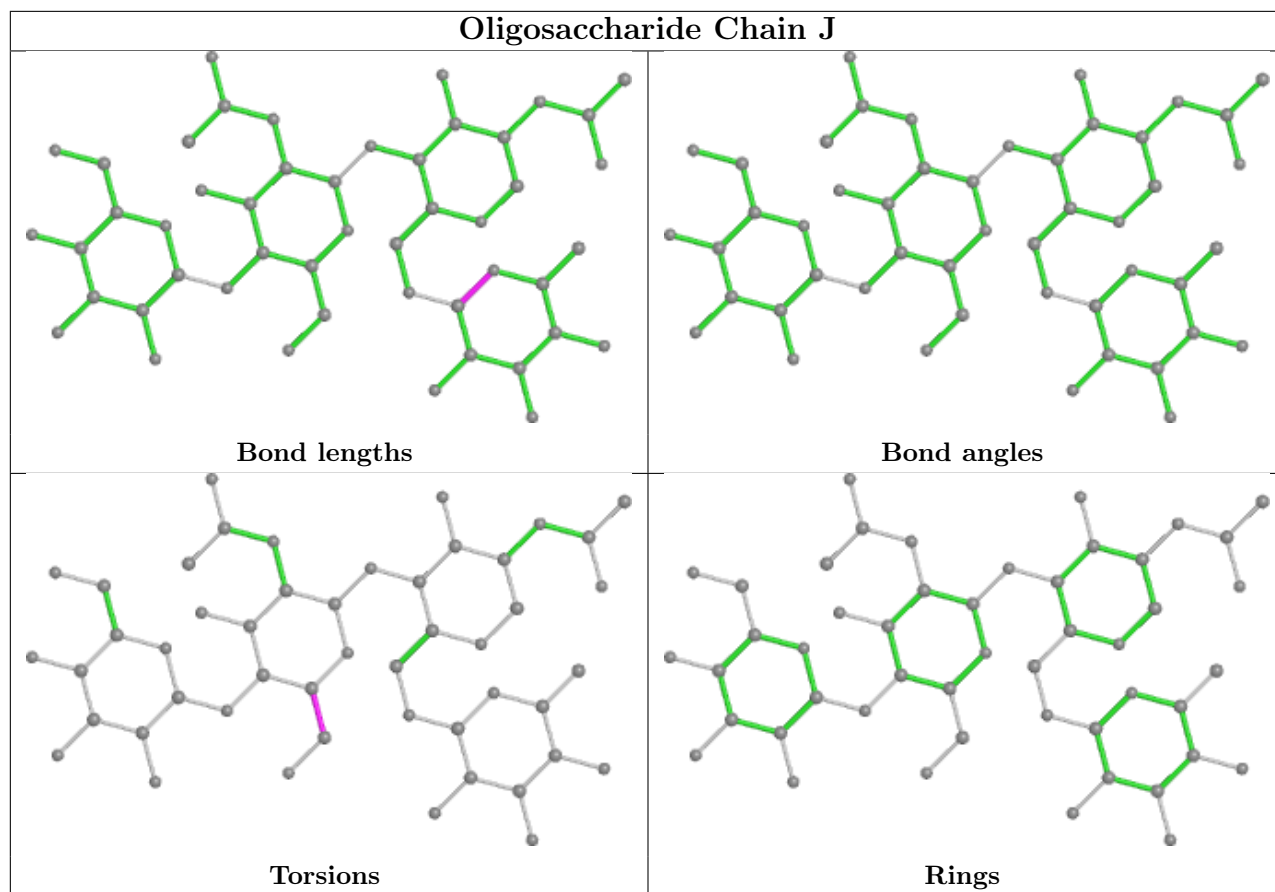 Oligosaccharide Chain J
Bond lengths
Bond angles
Torsions
Rings